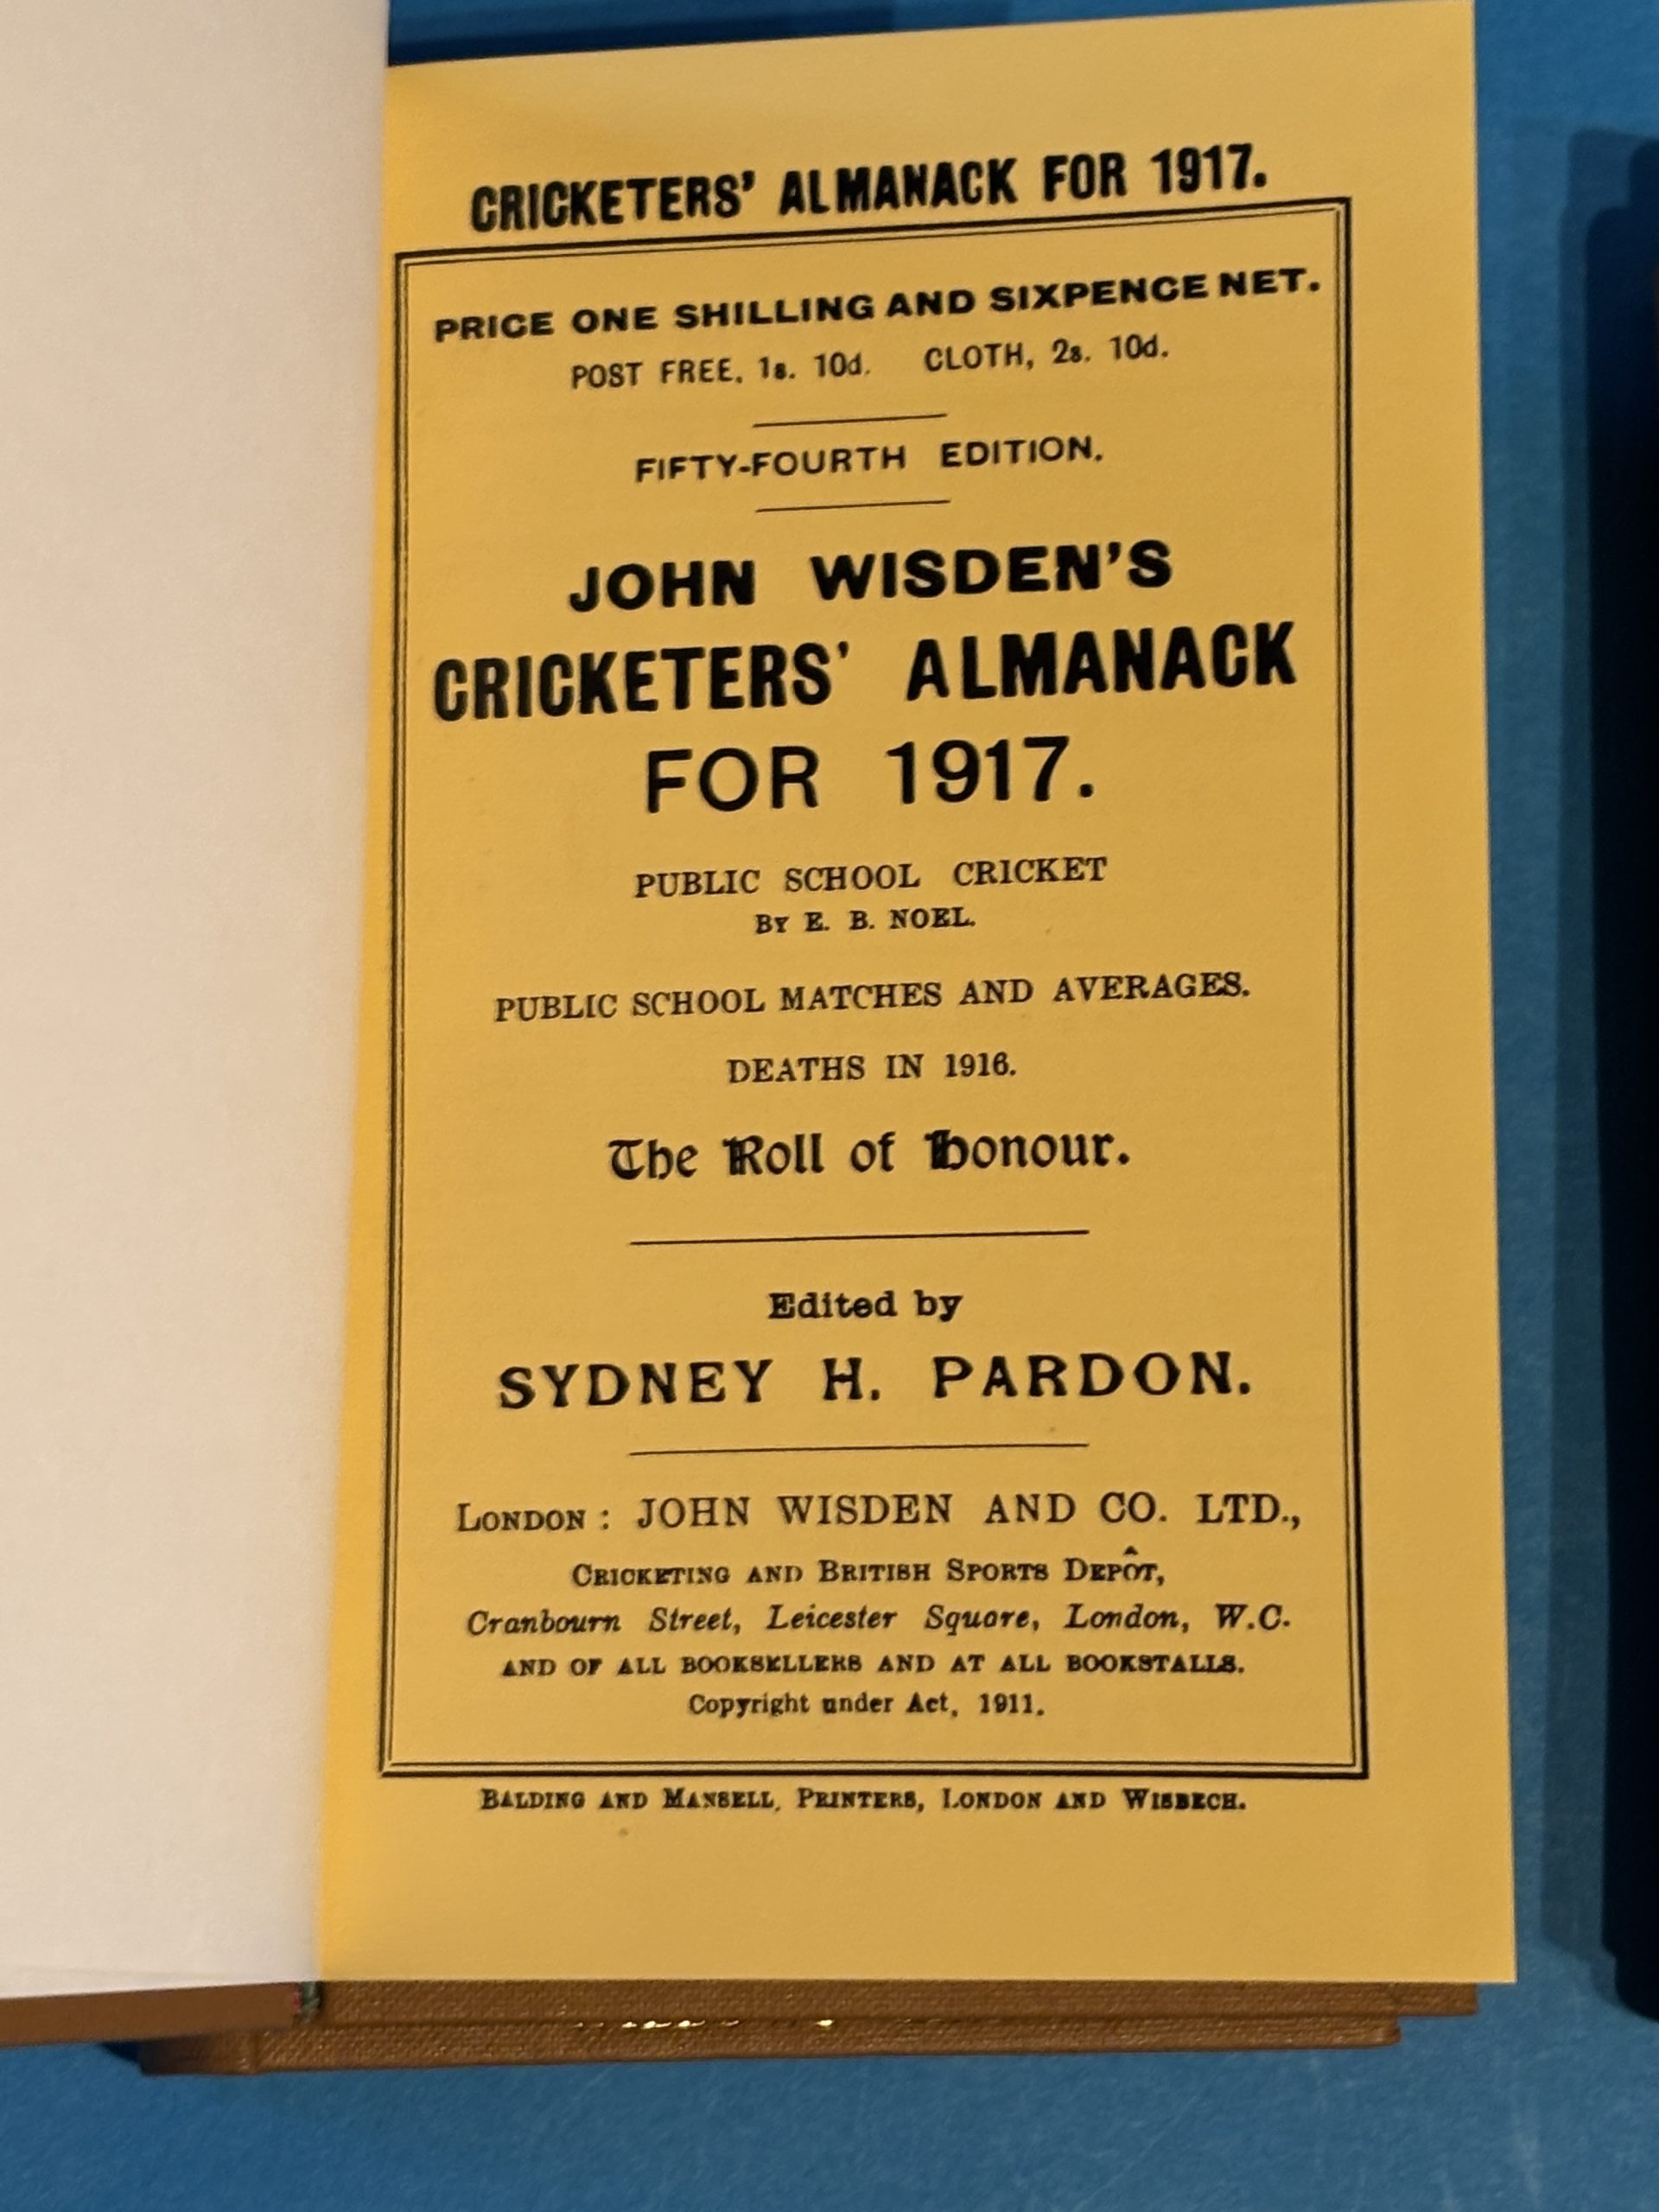 CRICKETERS' ALMANACK FOR 1917.
PRICE ONE SHILLING AND SIXPENCE NET.
POST FREE, 1s. 10d. CLOTH, 2s. 10d.
FIFTY-FOURTH EDITION.
JOHN WISDEN'S
CRICKETERS' ALMANACK
FOR 1917.
PUBLIC SCHOOL CRICKET
BY E. B. NOEL.
PUBLIC SCHOOL MATCHES AND AVERAGES.
DEATHS IN 1916.
The Roll of Honour.
Edited by
SYDNEY H. PARDON.
LONDON: JOHN WISDEN AND CO. LTD.,
CRICKETING AND BRITISH SPORTS DEPÔT,
Cranbourn Street, Leicester Square, London, W.C.
AND OF ALL BOOKSELLERS AND AT ALL BOOKSTALLS.
Copyright under Act, 1911.
BALDING AND MANSELL, PRINTERS, LONDON AND WISBECH.